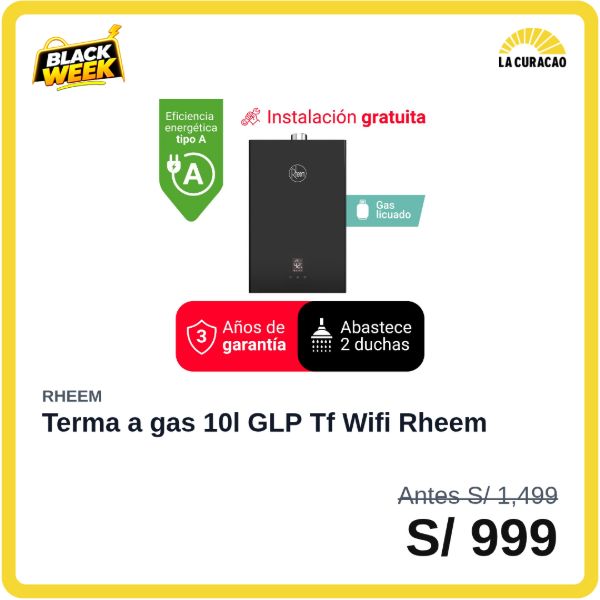 BLACK
WEEK
LA CURACAO
Eficiencia
energética
tipo A
A
Instalación gratuita
Rheem
Gas
licuado
3
Años de
garantía
Abastece
2 duchas
RHEEM
Terma a gas 10l GLP Tf Wifi Rheem
Antes S/ 1,499
S/ 999